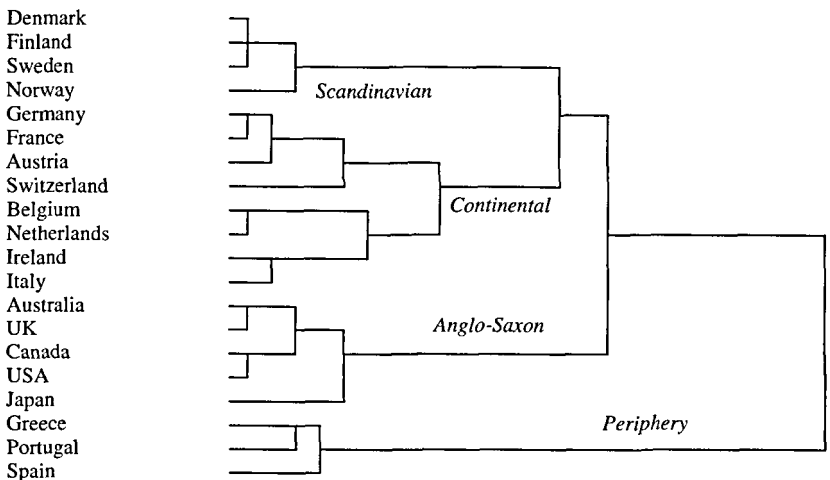 Denmark
Finland
Sweden
Norway
Scandinavian
Germany
France
Austria
Switzerland
Belgium
Continental
Netherlands
Ireland
Italy
Australia
UK
Anglo-Saxon
Canada
USA
Japan
Greece
Periphery
Portugal
Spain